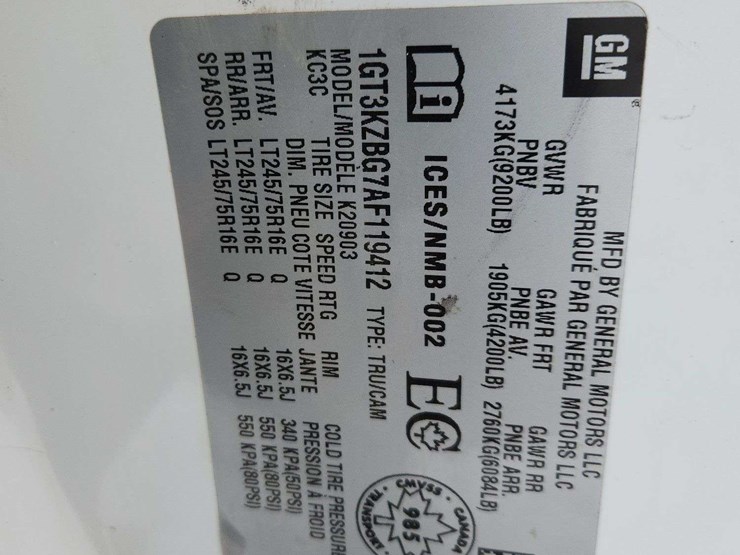 GM
MFD BY GENERAL MOTORS LLC
FABRIQUÉ PAR GENERAL MOTORS LLC
GVWR GAWR FRT GAWR RR
PNBV PNBE AV. PNBE ARR.
4173KG(9200LB) 1905KG(4200LB) 2760KG(6084LB)
i ICES/NMB-002 EC
CMVSS CANADA
985
TRANSPORT
1GT3KZBG7AF119412 TYPE: TRU/CAM
MODEL/MODÈLE K20903
KC3C TIRE SIZE SPEED RTG RIM COLD TIRE PRESSURE
DIM. PNEU COTE VITESSE JANTE PRESSION À FROID
FRT/AV. LT245/75R16E Q 16X6.5J 340 KPA(50PSI)
RR/ARR. LT245/75R16E Q 16X6.5J 550 KPA(80PSI)
SPA/SOS LT245/75R16E Q 16X6.5J 550 KPA(80PSI)